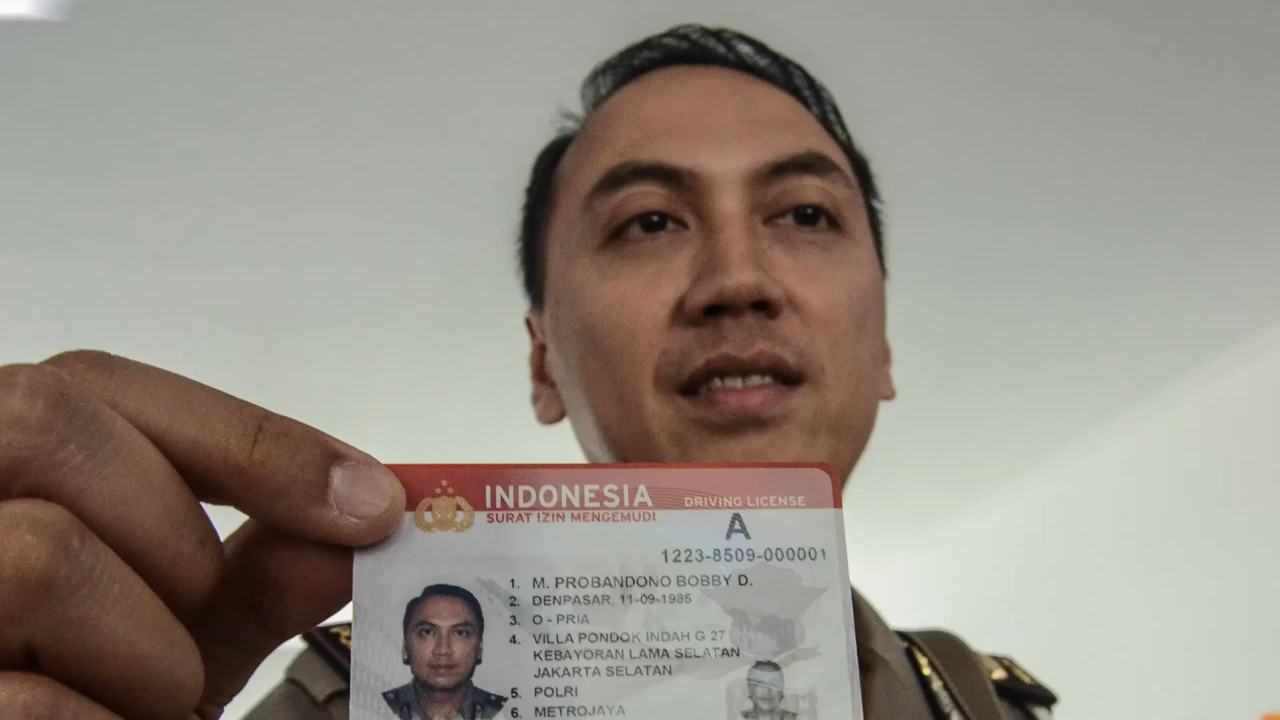 INDONESIA
DRIVING LICENSE
SURAT IZIN MENGEMUDI
A
1223-8509-000001
1. M. PROBANDONO BOBBY D.
2. DENPASAR, 11-09-1985
3. O - PRIA
4. VILLA PONDOK INDAH G 27
KEBAYORAN LAMA SELATAN
JAKARTA SELATAN
5. POLRI
6. METROJAYA